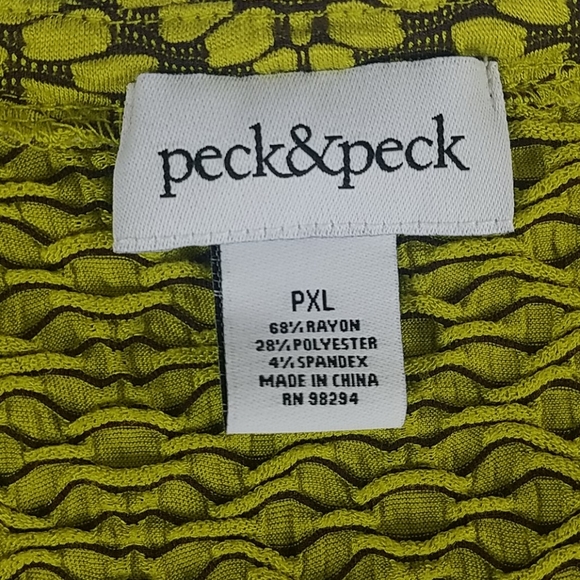 peck&peck
PXL
68% RAYON
28% POLYESTER
4% SPANDEX
MADE IN CHINA
RN 98294